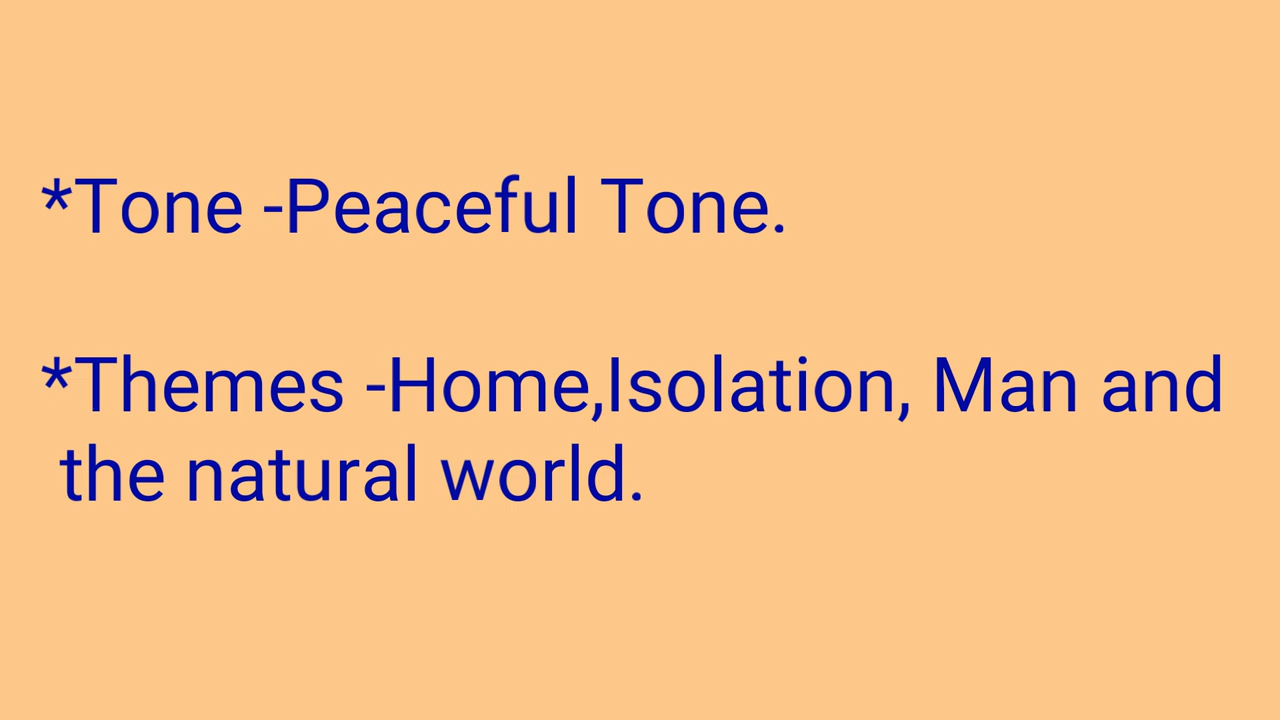 *Tone -Peaceful Tone.
*Themes -Home,Isolation, Man and
the natural world.